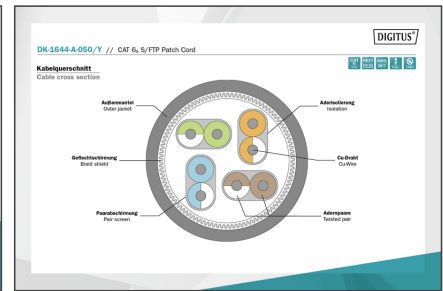 DIGITUS®
DK-1644-A-050/Y // CAT 6A S/FTP Patch Cord
Kabelquerschnitt
Cable cross section
Außenmantel
Outer jacket
Aderisolierung
Isolation
Geflechtschirmung
Braid shield
Cu-Draht
Cu-Wire
Paarabschirmung
Pair screen
Adernpaare
Twisted pair